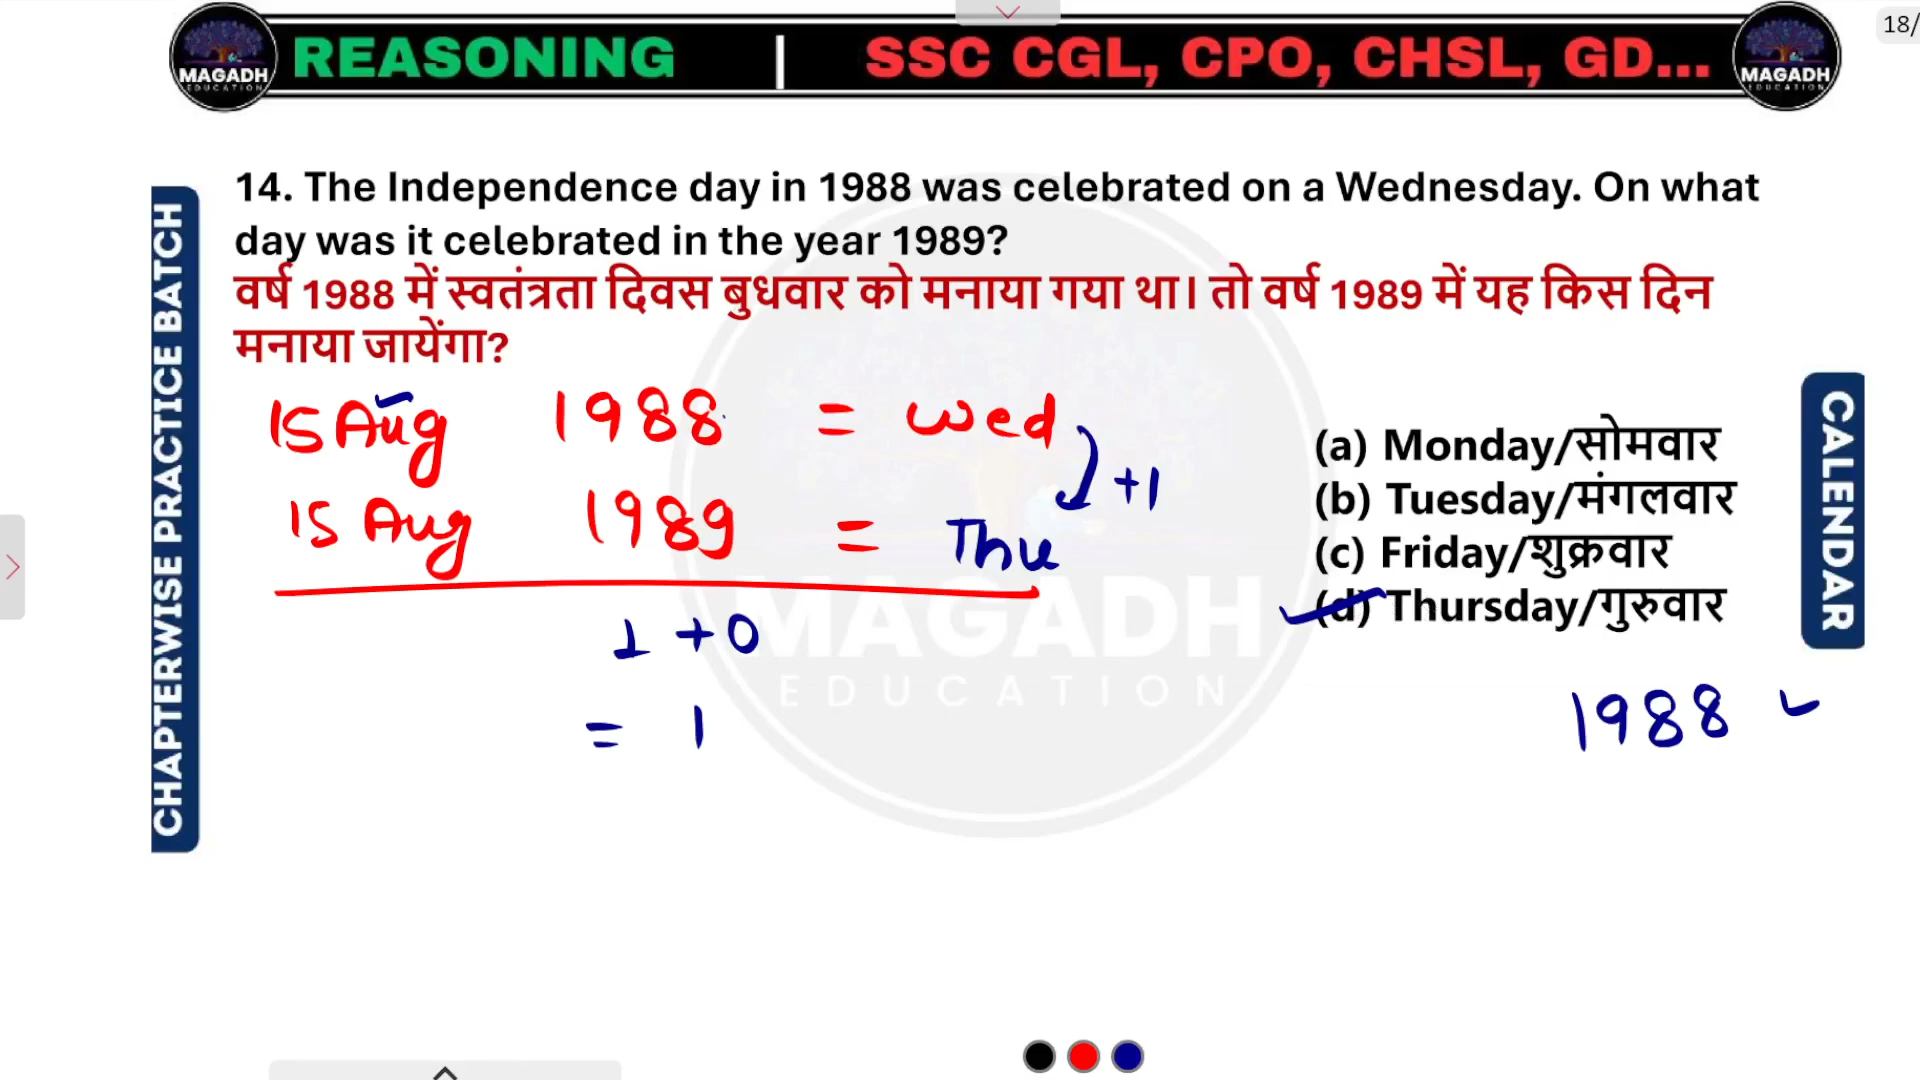 18/
MAGADH
EDUCATION
REASONING | SSC CGL, CPO, CHSL, GD...
MAGADH
EDUCATION
CHAPTERWISE PRACTICE BATCH
14. The Independence day in 1988 was celebrated on a Wednesday. On what
day was it celebrated in the year 1989?
वर्ष 1988 में स्वतंत्रता दिवस बुधवार को मनाया गया था। तो वर्ष 1989 में यह किस दिन
मनाया जायेंगा?
15 Aug 1988 = Wed
+1
15 Aug 1989 = Thu
1 + 0
= 1
(a) Monday/सोमवार
(b) Tuesday/मंगलवार
(c) Friday/शुक्रवार
(d) Thursday/गुरुवार
1988
CALENDAR
MAGADH
EDUCATION